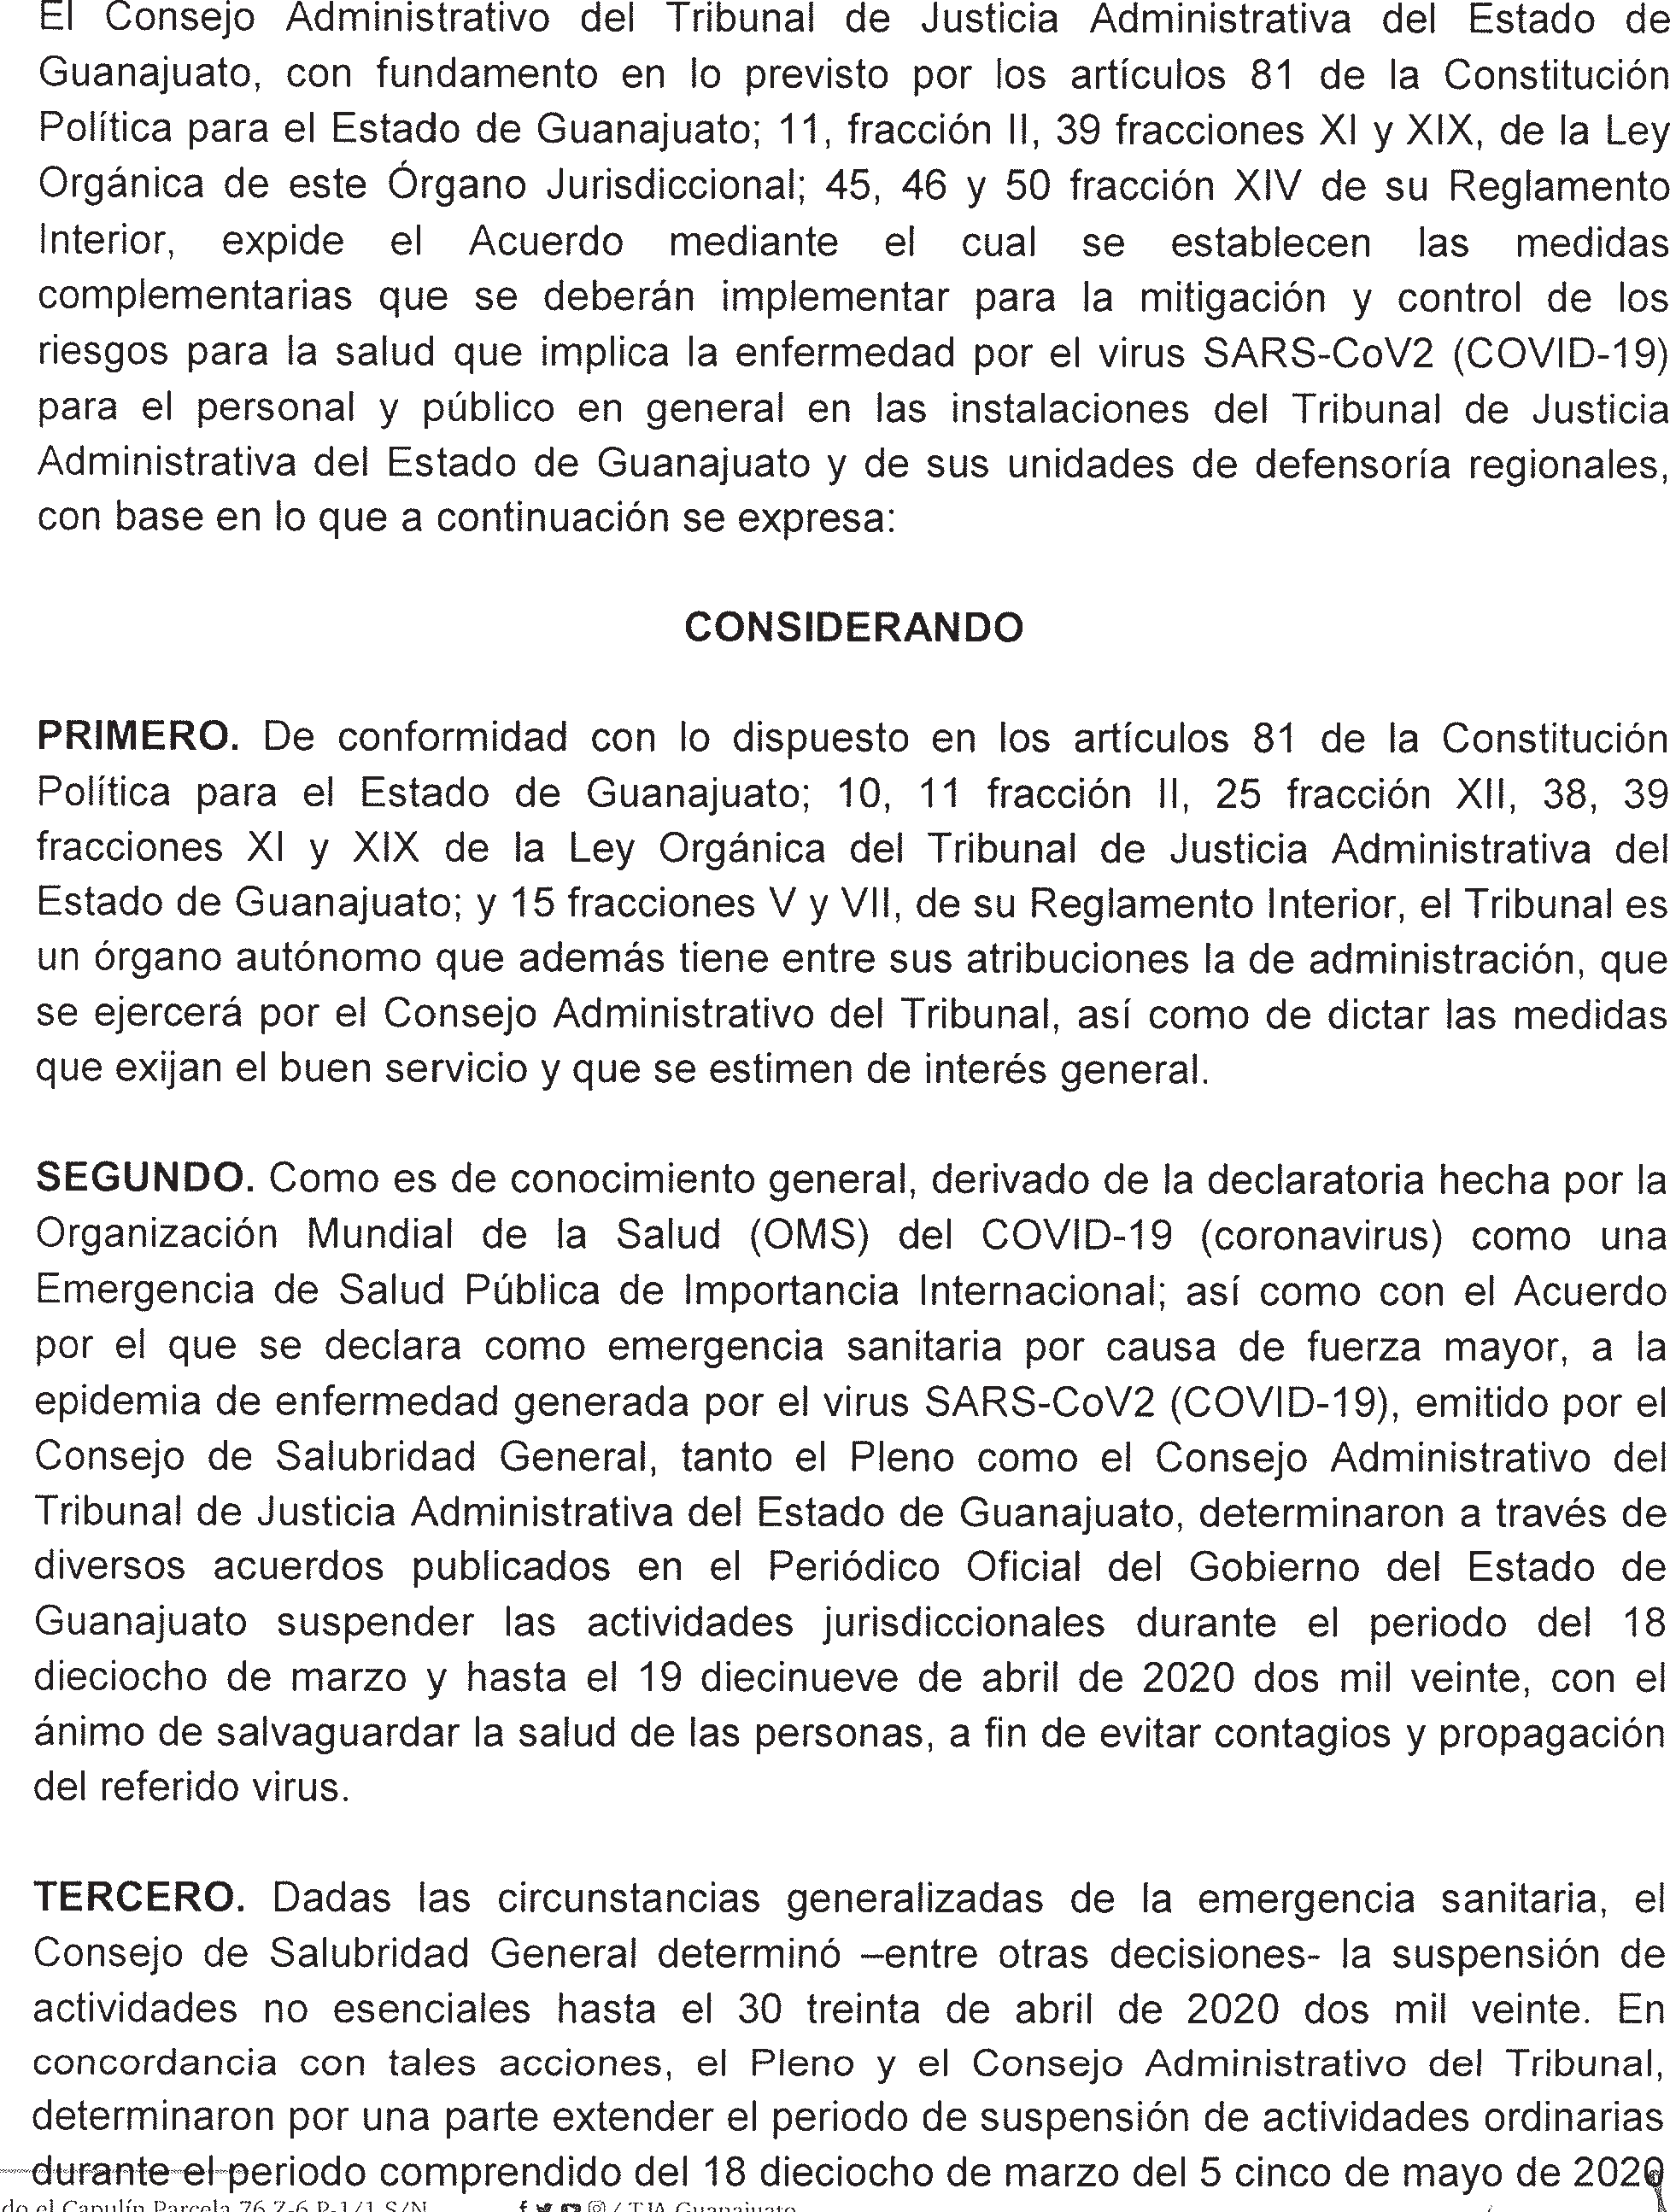 El Consejo Administrativo del Tribunal de Justicia Administrativa del Estado de
Guanajuato, con fundamento en lo previsto por los artículos 81 de la Constitución
Política para el Estado de Guanajuato; 11, fracción II, 39 fracciones XI y XIX, de la Ley
Orgánica de este Órgano Jurisdiccional; 45, 46 y 50 fracción XIV de su Reglamento
Interior, expide el Acuerdo mediante el cual se establecen las medidas
complementarias que se deberán implementar para la mitigación y control de los
riesgos para la salud que implica la enfermedad por el virus SARS-CoV2 (COVID-19)
para el personal y público en general en las instalaciones del Tribunal de Justicia
Administrativa del Estado de Guanajuato y de sus unidades de defensoría regionales,
con base en lo que a continuación se expresa:
CONSIDERANDO
PRIMERO. De conformidad con lo dispuesto en los artículos 81 de la Constitución
Política para el Estado de Guanajuato; 10, 11 fracción II, 25 fracción XII, 38, 39
fracciones XI y XIX de la Ley Orgánica del Tribunal de Justicia Administrativa del
Estado de Guanajuato; y 15 fracciones V y VII, de su Reglamento Interior, el Tribunal es
un órgano autónomo que además tiene entre sus atribuciones la de administración, que
se ejercerá por el Consejo Administrativo del Tribunal, así como de dictar las medidas
que exijan el buen servicio y que se estimen de interés general.
SEGUNDO. Como es de conocimiento general, derivado de la declaratoria hecha por la
Organización Mundial de la Salud (OMS) del COVID-19 (coronavirus) como una
Emergencia de Salud Pública de Importancia Internacional; así como con el Acuerdo
por el que se declara como emergencia sanitaria por causa de fuerza mayor, a la
epidemia de enfermedad generada por el virus SARS-CoV2 (COVID-19), emitido por el
Consejo de Salubridad General, tanto el Pleno como el Consejo Administrativo del
Tribunal de Justicia Administrativa del Estado de Guanajuato, determinaron a través de
diversos acuerdos publicados en el Periódico Oficial del Gobierno del Estado de
Guanajuato suspender las actividades jurisdiccionales durante el periodo del 18
dieciocho de marzo y hasta el 19 diecinueve de abril de 2020 dos mil veinte, con el
ánimo de salvaguardar la salud de las personas, a fin de evitar contagios y propagación
del referido virus.
TERCERO. Dadas las circunstancias generalizadas de la emergencia sanitaria, el
Consejo de Salubridad General determinó –entre otras decisiones- la suspensión de
actividades no esenciales hasta el 30 treinta de abril de 2020 dos mil veinte. En
concordancia con tales acciones, el Pleno y el Consejo Administrativo del Tribunal,
determinaron por una parte extender el periodo de suspensión de actividades ordinarias
durante el periodo comprendido del 18 dieciocho de marzo del 5 cinco de mayo de 2020
do el Capulín Parcela 76 Z-6 P-1/1 S/N / TJA Guanajuato